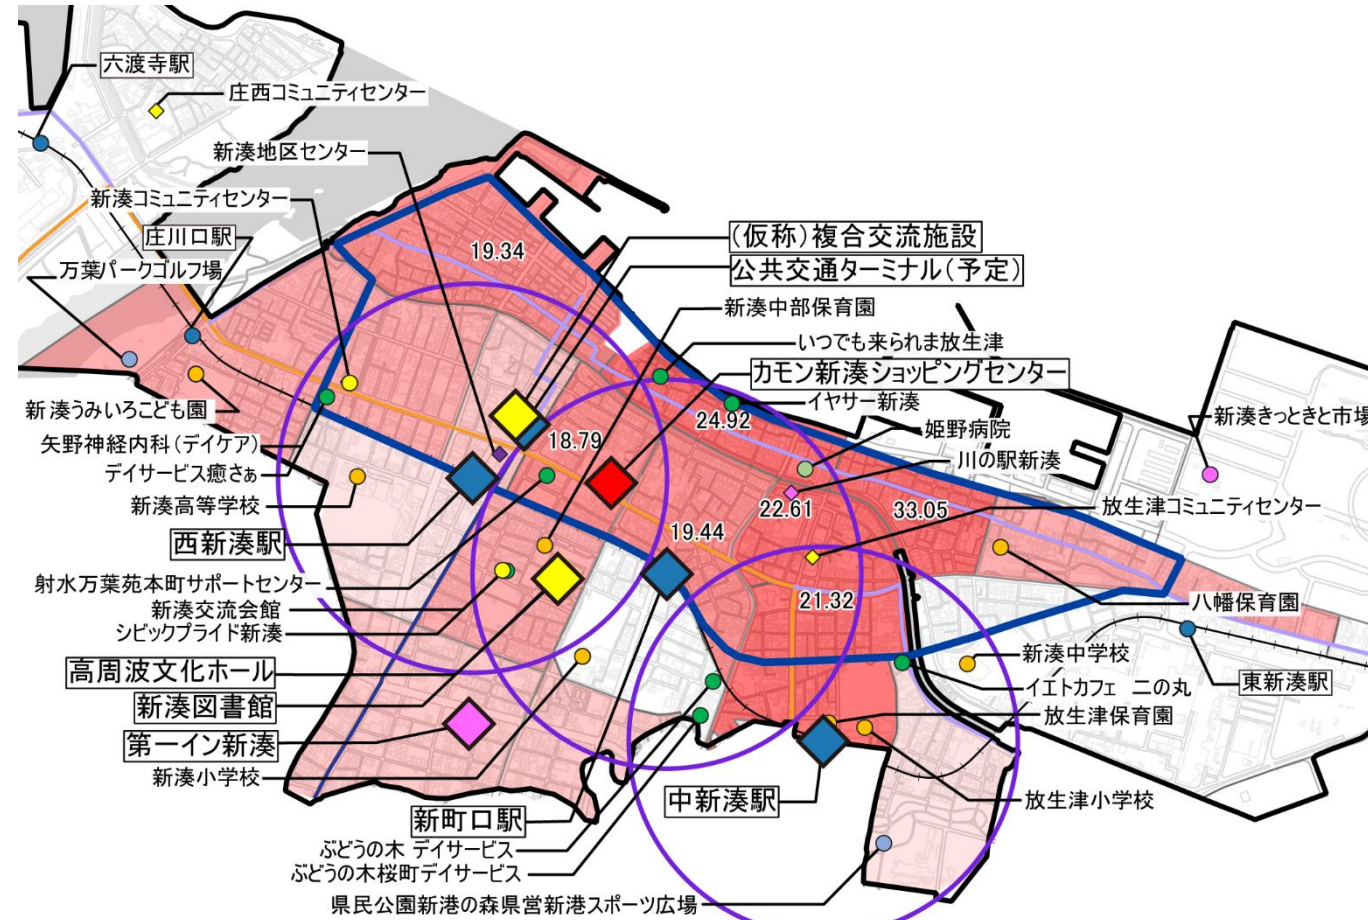 六渡寺駅
庄西コミュニティセンター
新湊地区センター
新湊コミュニティセンター
庄川口駅
万葉パークゴルフ場
(仮称)複合交流施設
公共交通ターミナル(予定)
新湊中部保育園
いつでも来られま放生津
カモン新湊ショッピングセンター
イヤサー新湊
姫野病院
川の駅新湊
新湊きっときと市場
放生津コミュニティセンター
19.34
24.92
18.79
22.61
33.05
19.44
21.32
新湊うみいろこども園
矢野神経内科(デイケア)
デイサービス癒さぁ
新湊高等学校
西新湊駅
射水万葉苑本町サポートセンター
新湊交流会館
シビックプライド新湊
高周波文化ホール
新湊図書館
第一イン新湊
新湊小学校
新町口駅
ぶどうの木 デイサービス
ぶどうの木桜町デイサービス
県民公園新港の森県営新港スポーツ広場
中新湊駅
八幡保育園
新湊中学校
イエトカフェ 二の丸
東新湊駅
放生津保育園
放生津小学校